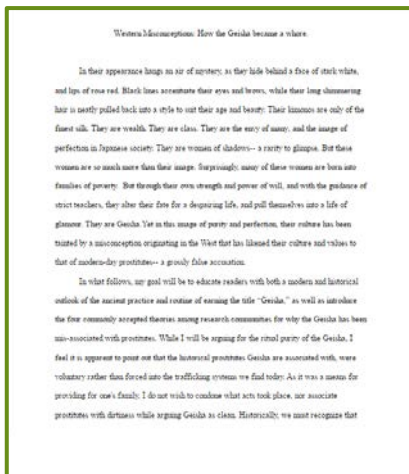 Western Misconceptions: How the Geisha became a whore.
In their appearance hangs an air of mystery, as they hide behind a face of stark white,
and lips of rose red. Black lines accentuate their eyes and brows, while their long shimmering
hair is neatly pulled back into a style to suit their age and beauty. Their kimonos are only of the
finest silk. They are wealth. They are class. They are the envy of many, and the image of
perfection in Japanese society. They are women of shadows-- a rarity to glimpse. But these
women are so much more than their image. Surprisingly, many of these women are born into
families of poverty. But through their own strength and power of will, and with the guidance of
strict teachers, they alter their fate for a despairing life, and pull themselves into a life of
glamour. They are Geisha. Yet in this image of purity and perfection, their culture has been
tainted by a misconception originating in the West that has likened their culture and values to
that of modern-day prostitutes-- a grossly false accusation.
In what follows, my goal will be to educate readers with both a modern and historical
outlook of the ancient practice and routine of earning the title “Geisha,” as well as introduce
the four commonly accepted theories among research communities for why the Geisha has been
mis-associated with prostitutes. While I will be arguing for the ritual purity of the Geisha, I
feel it is apparent to point out that the historical prostitutes Geisha are associated with, were
voluntary rather than forced into the trafficking systems we find today. As it was a means for
providing for one's family, I do not wish to condone what acts took place, nor associate
prostitutes with dirtiness while arguing Geisha as clean. Historically, we must recognize that